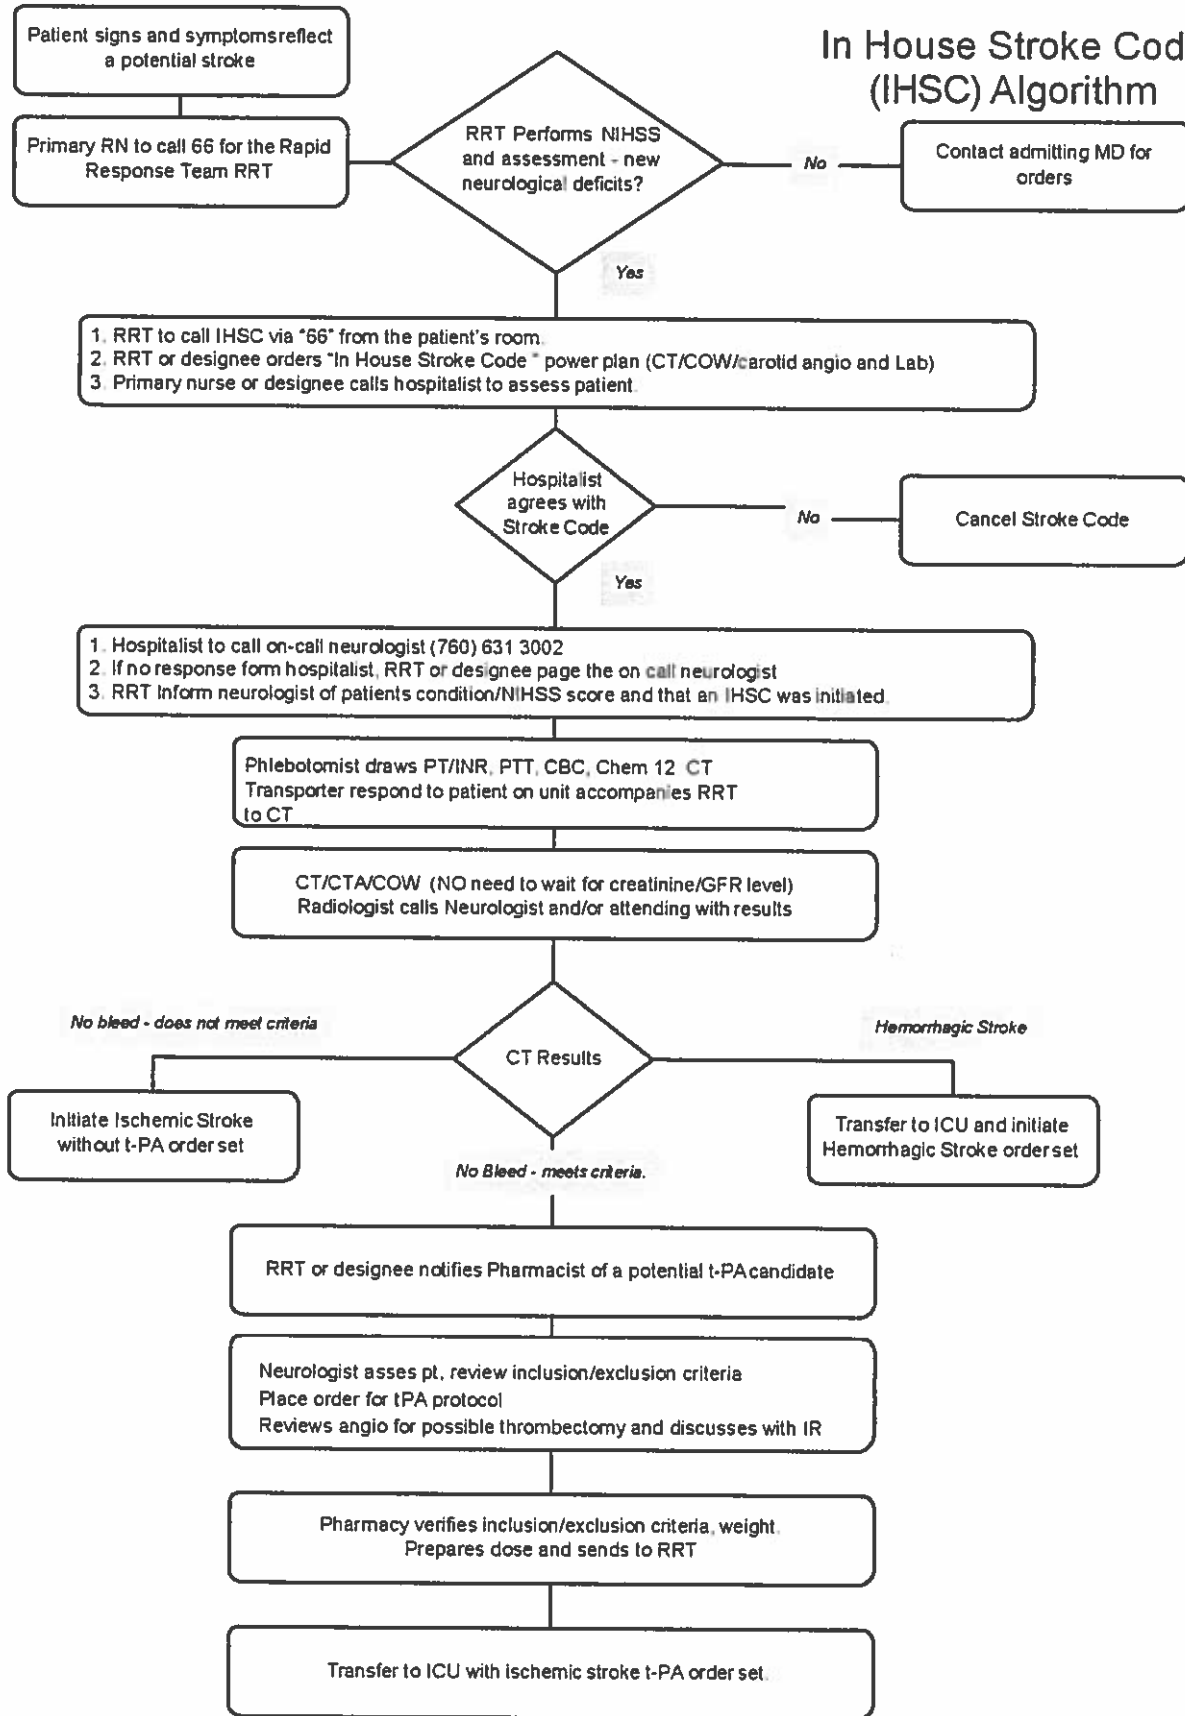 In House Stroke Cod
(IHSC) Algorithm
Patient signs and symptoms reflect
a potential stroke
Primary RN to call 66 for the Rapid
Response Team RRT
RRT Performs NIHSS
and assessment - new
neurological deficits?
No
Contact admitting MD for
orders
Yes
1. RRT to call IHSC via "66" from the patient's room.
2. RRT or designee orders "In House Stroke Code " power plan (CT/COW/carotid angio and Lab)
3. Primary nurse or designee calls hospitalist to assess patient.
Hospitalist
agrees with
Stroke Code
No
Cancel Stroke Code
Yes
1. Hospitalist to call on-call neurologist (760) 631 3002
2. If no response form hospitalist, RRT or designee page the on call neurologist
3. RRT Inform neurologist of patients condition/NIHSS score and that an IHSC was initiated.
Phlebotomist draws PT/INR, PTT, CBC, Chem 12 CT
Transporter respond to patient on unit accompanies RRT
to CT
CT/CTA/COW (NO need to wait for creatinine/GFR level)
Radiologist calls Neurologist and/or attending with results
CT Results
No bleed - does not meet criteria
Hemorrhagic Stroke
Initiate Ischemic Stroke
without t-PA order set
Transfer to ICU and initiate
Hemorrhagic Stroke order set
No Bleed - meets criteria.
RRT or designee notifies Pharmacist of a potential t-PA candidate
Neurologist asses pt, review inclusion/exclusion criteria
Place order for tPA protocol
Reviews angio for possible thrombectomy and discusses with IR
Pharmacy verifies inclusion/exclusion criteria, weight.
Prepares dose and sends to RRT
Transfer to ICU with ischemic stroke t-PA order set.